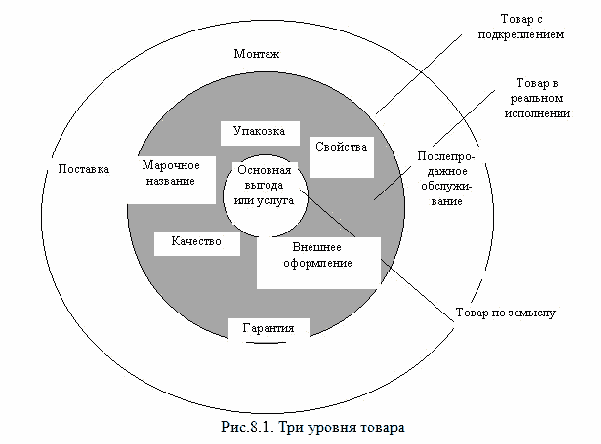 Товар с
подкреплением
Монтаж
Товар в
реальном
исполнении
Упаковка
Свойства
Поставка
Марочное
название
Основная
выгода
или услуга
Послепро-
дажное
обслужи-
вание
Качество
Внешнее
оформление
Товар по замыслу
Гарантия
Рис.8.1. Три уровня товара